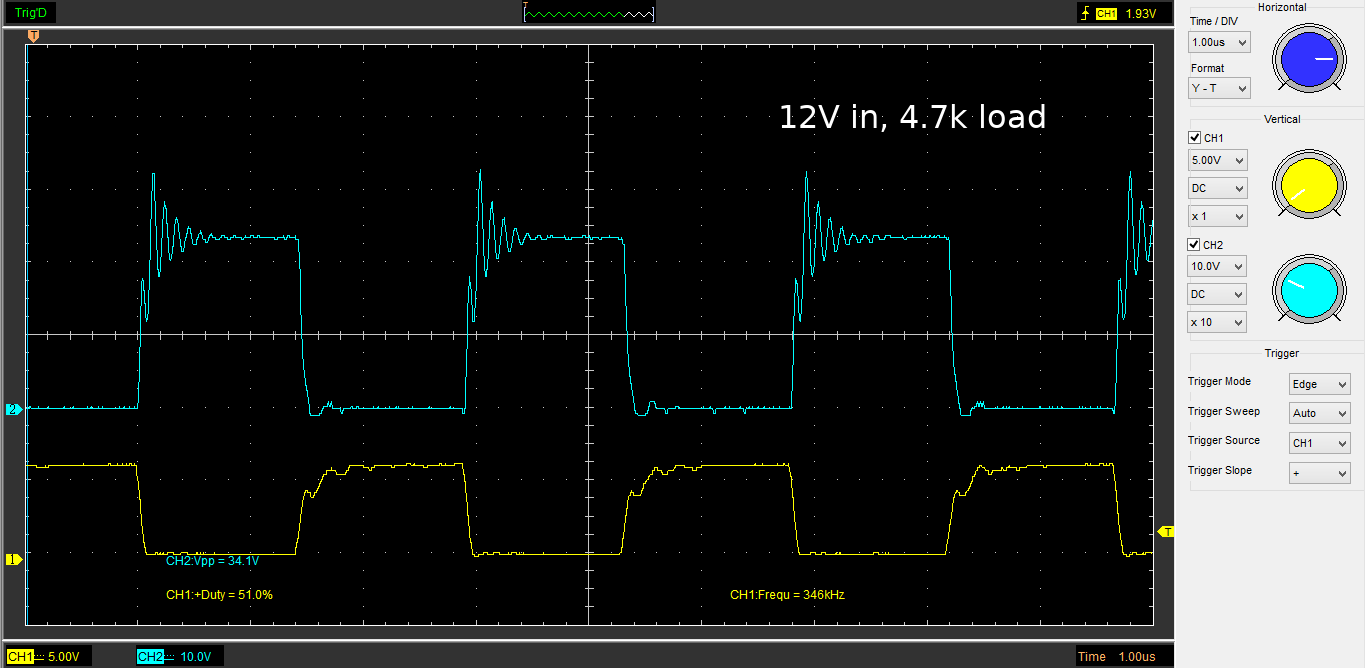 Trig'D
T
CH1 1.93V
T
12V in, 4.7k load
2
1
T
CH2:Vpp = 34.1V
CH1:+Duty = 51.0%
CH1:Frequ = 346kHz
CH1 5.00V
CH2 10.0V
Time 1.00us
Horizontal
Time / DIV
1.00us
Format
Y - T
Vertical
CH1
5.00V
DC
x 1
CH2
10.0V
DC
x 10
Trigger
Trigger Mode Edge
Trigger Sweep Auto
Trigger Source CH1
Trigger Slope +